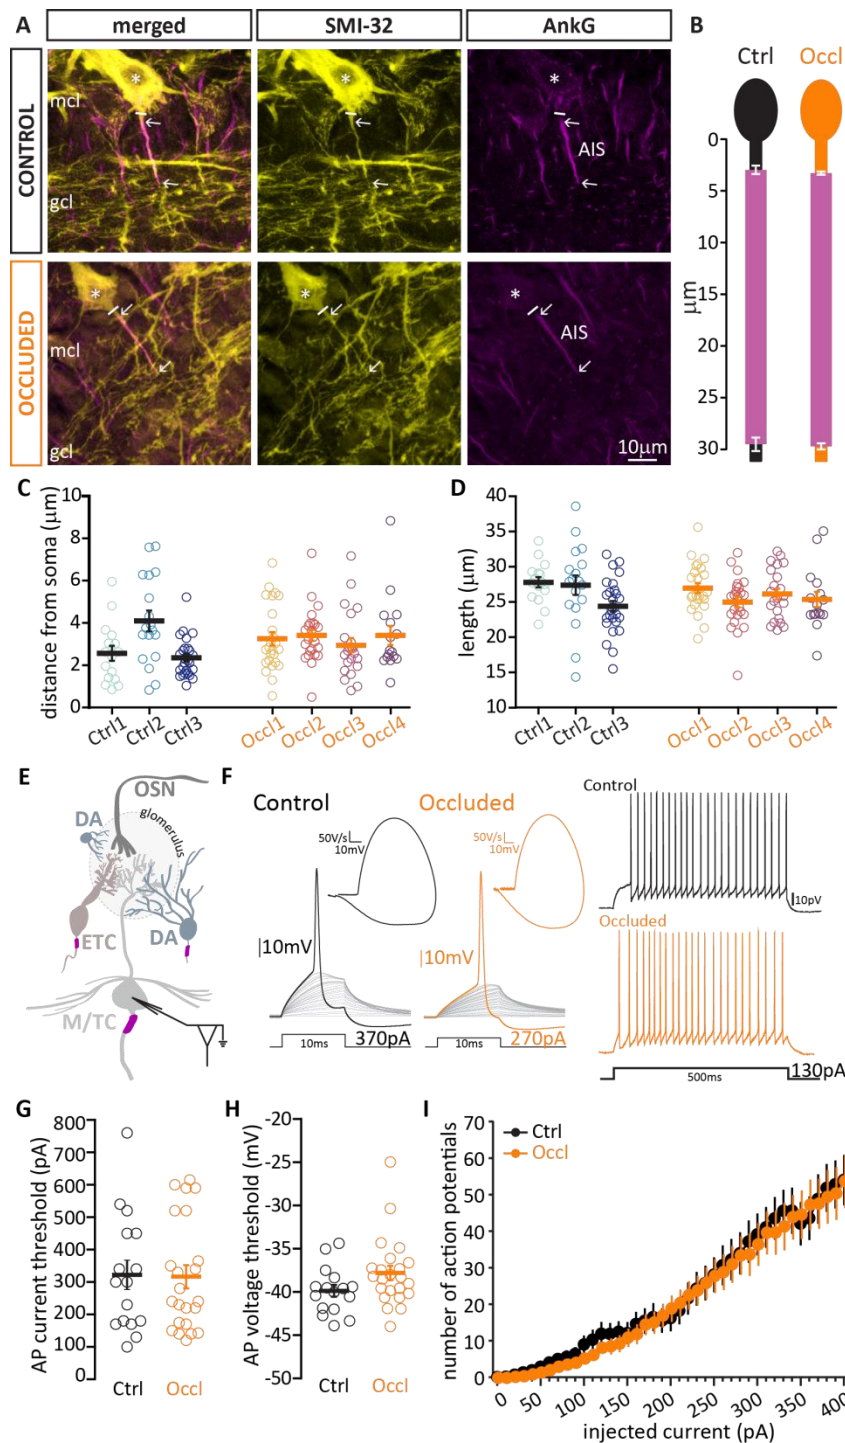 A
merged
SMI-32
AnkG
CONTROL
mcl
gcl
*
*
*
AIS
OCCLUDED
mcl
gcl
*
*
*
AIS
10μm
B
Ctrl
Occl
0
5
10
15
20
25
30
μm
C
distance from soma (μm)
10
8
6
4
2
0
Ctrl1
Ctrl2
Ctrl3
Occl1
Occl2
Occl3
Occl4
D
length (μm)
40
35
30
25
20
15
10
Ctrl1
Ctrl2
Ctrl3
Occl1
Occl2
Occl3
Occl4
E
OSN
DA
glomerulus
ETC
DA
M/TC
F
Control
50V/s
10mV
10mV
10ms
370pA
Occluded
50V/s
10mV
10mV
10ms
270pA
Control
10pV
Occluded
500ms
130pA
G
AP current threshold (pA)
800
700
600
500
400
300
200
100
0
Ctrl
Occl
H
AP voltage threshold (mV)
-20
-25
-30
-35
-40
-45
-50
Ctrl
Occl
I
number of action potentials
70
60
50
40
30
20
10
0
Ctrl
Occl
0
50
100
150
200
250
300
350
400
injected current (pA)